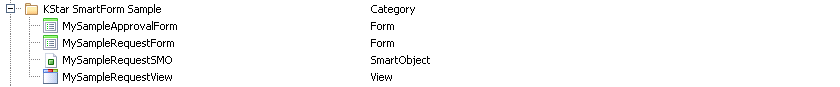 KStar SmartForm Sample Category
MySampleApprovalForm Form
MySampleRequestForm Form
MySampleRequestSMO SmartObject
MySampleRequestView View